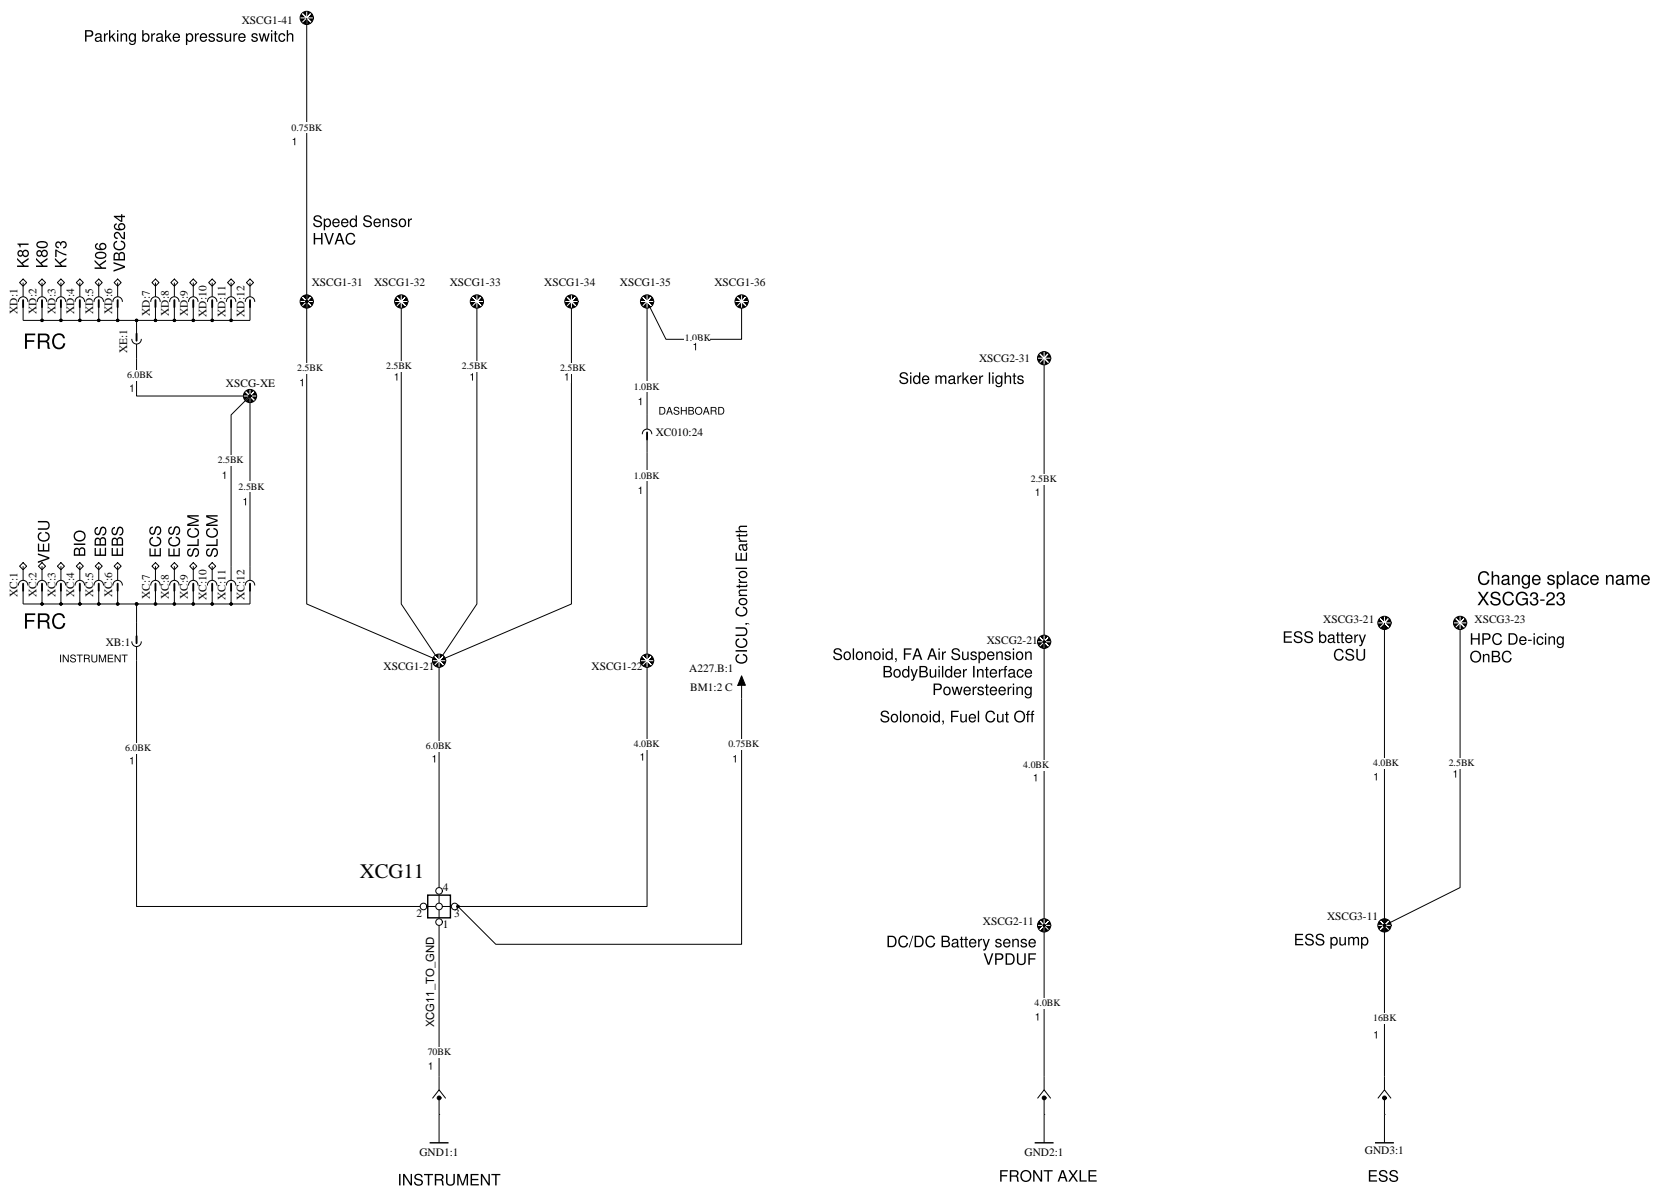 XSCG1-41
Parking brake pressure switch
0.75BK
1
Speed Sensor
HVAC
K81
K80
K73
K06
VBC264
XD:1
XD:2
XD:3
XD:4
XD:5
XD:6
XD:7
XD:8
XD:9
XD:10
XD:11
XD:12
FRC
XE:1
6.0BK
1
XSCG-XE
2.5BK
1
2.5BK
1
XSCG1-31
XSCG1-32
XSCG1-33
XSCG1-34
XSCG1-35
XSCG1-36
2.5BK
1
2.5BK
1
2.5BK
1
2.5BK
1
1.0BK
1
1.0BK
1
DASHBOARD
XC010:24
1.0BK
1
VECU
BIO
EBS
EBS
ECS
ECS
SLCM
SLCM
XC:1
XC:2
XC:3
XC:4
XC:5
XC:6
XC:7
XC:8
XC:9
XC:10
XC:11
XC:12
FRC
XB:1
INSTRUMENT
6.0BK
1
XSCG1-21
6.0BK
1
XSCG1-22
4.0BK
1
CICU, Control Earth
A227.B:1
BM1:2 C
0.75BK
1
XCG11
4
2
3
1
XCG11_TO_GND
70BK
1
GND1:1
INSTRUMENT
XSCG2-31
Side marker lights
2.5BK
1
XSCG2-21
Solonoid, FA Air Suspension
BodyBuilder Interface
Powersteering
Solonoid, Fuel Cut Off
4.0BK
1
XSCG2-11
DC/DC Battery sense
VPDUF
4.0BK
1
GND2:1
FRONT AXLE
Change splace name
XSCG3-23
XSCG3-21
ESS battery
CSU
XSCG3-23
HPC De-icing
OnBC
4.0BK
1
2.5BK
1
XSCG3-11
ESS pump
16BK
1
GND3:1
ESS